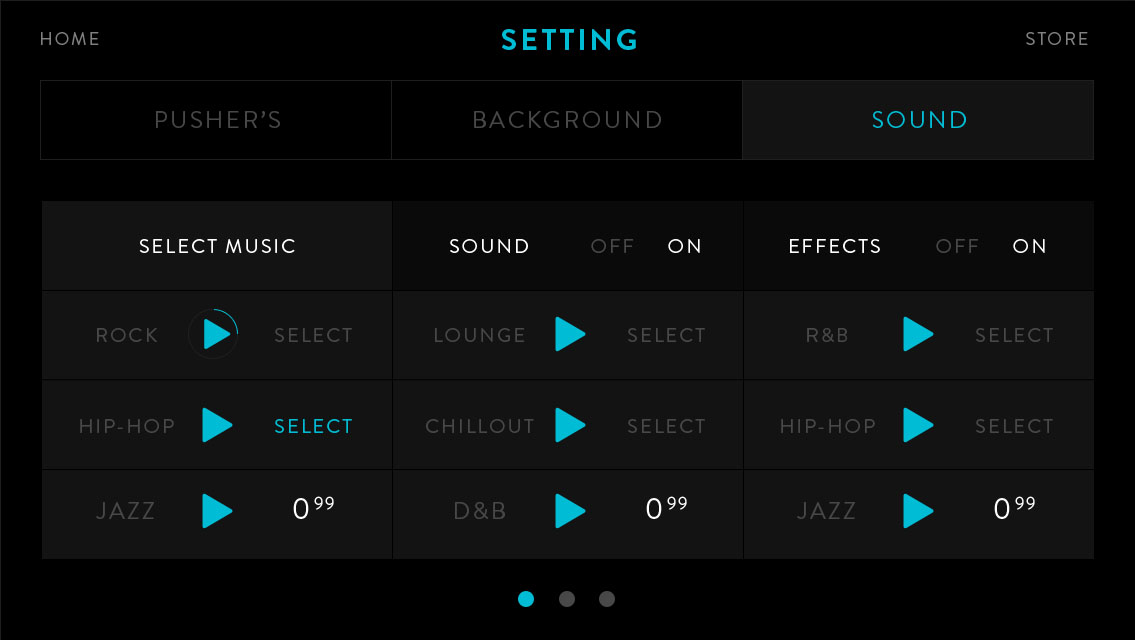 HOME SETTING STORE
PUSHER’S BACKGROUND SOUND
SELECT MUSIC SOUND OFF ON EFFECTS OFF ON
ROCK SELECT LOUNGE SELECT R&B SELECT
HIP-HOP SELECT CHILLOUT SELECT HIP-HOP SELECT
JAZZ 0 99 D&B 0 99 JAZZ 0 99